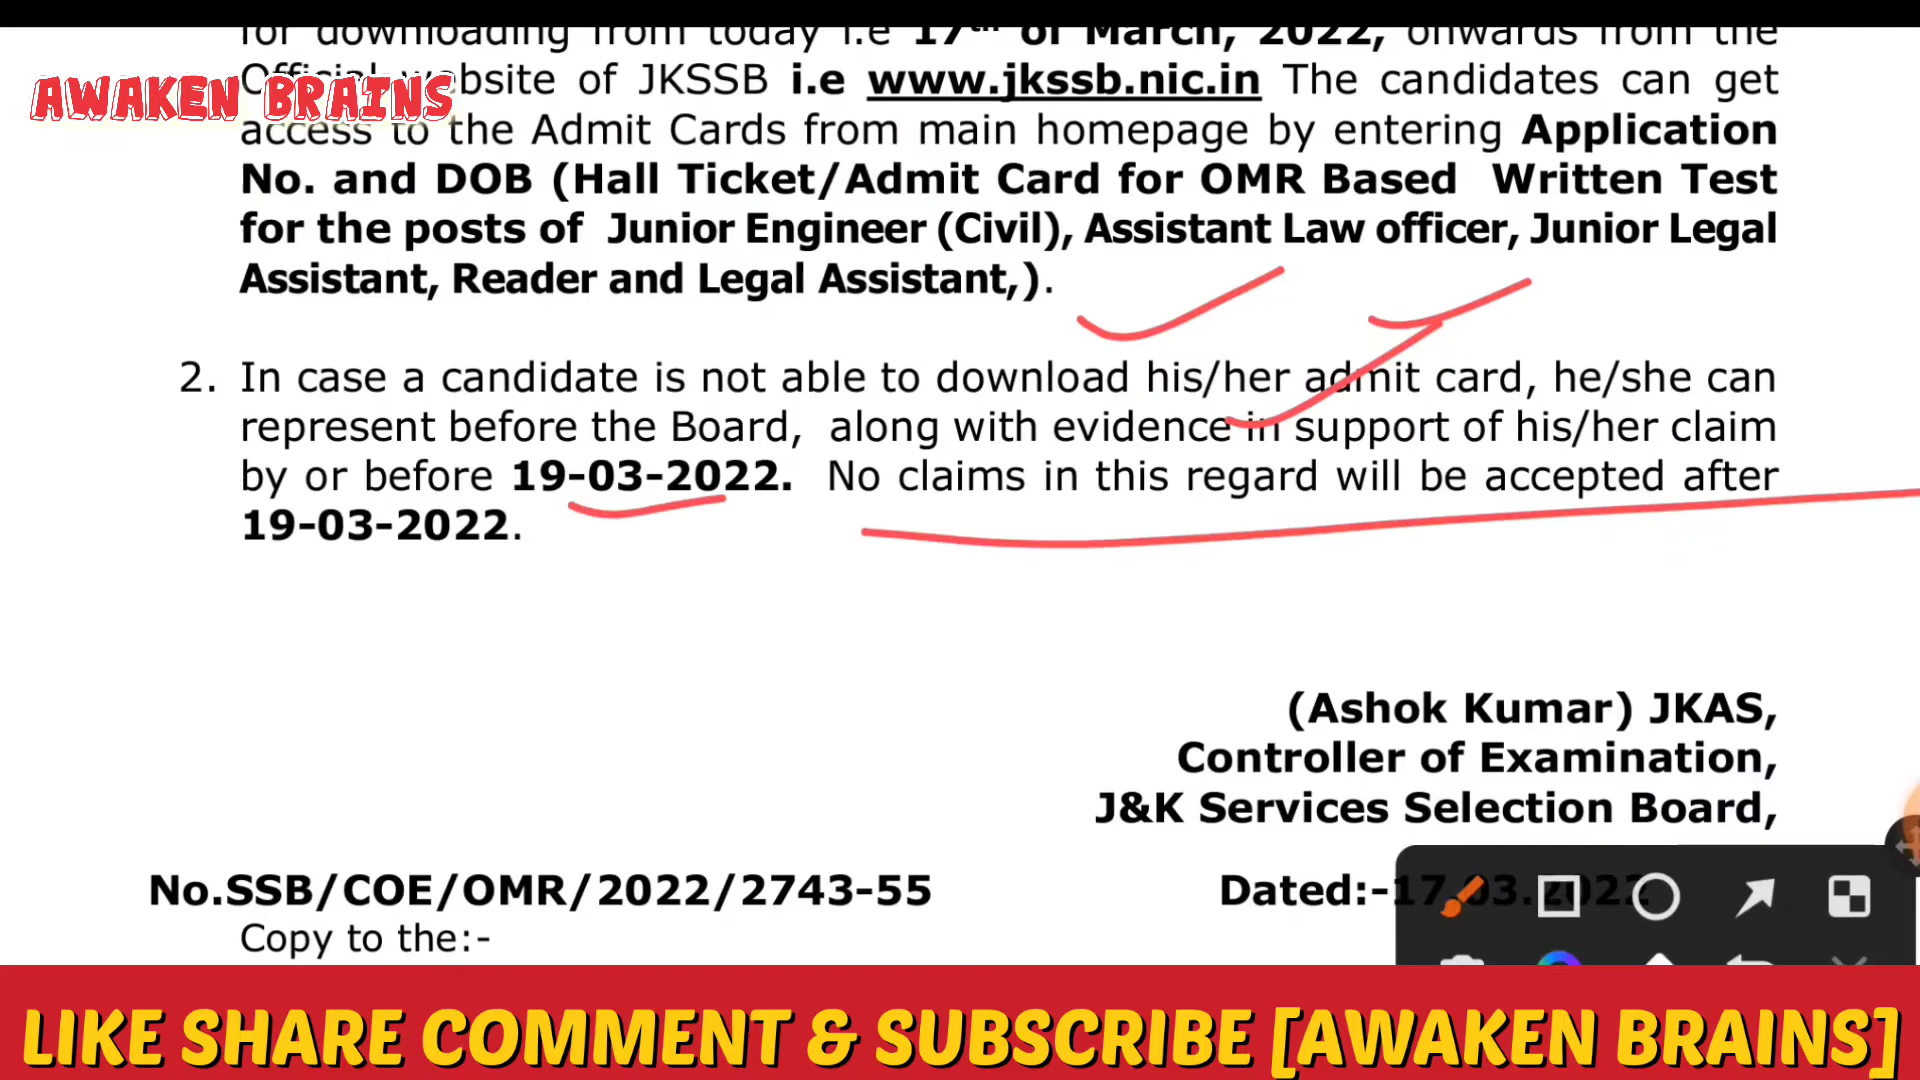 for downloading from today i.e 17th of March, 2022, onwards from the
Official website of JKSSB i.e www.jkssb.nic.in The candidates can get
AWAKEN BRAINS
access to the Admit Cards from main homepage by entering Application
No. and DOB (Hall Ticket/Admit Card for OMR Based Written Test
for the posts of Junior Engineer (Civil), Assistant Law officer, Junior Legal
Assistant, Reader and Legal Assistant,).
2. In case a candidate is not able to download his/her admit card, he/she can
represent before the Board, along with evidence in support of his/her claim
by or before 19-03-2022. No claims in this regard will be accepted after
19-03-2022.
(Ashok Kumar) JKAS,
Controller of Examination,
J&K Services Selection Board,
No.SSB/COE/OMR/2022/2743-55 Dated:-17.03.2022
Copy to the:-
LIKE SHARE COMMENT & SUBSCRIBE [AWAKEN BRAINS]